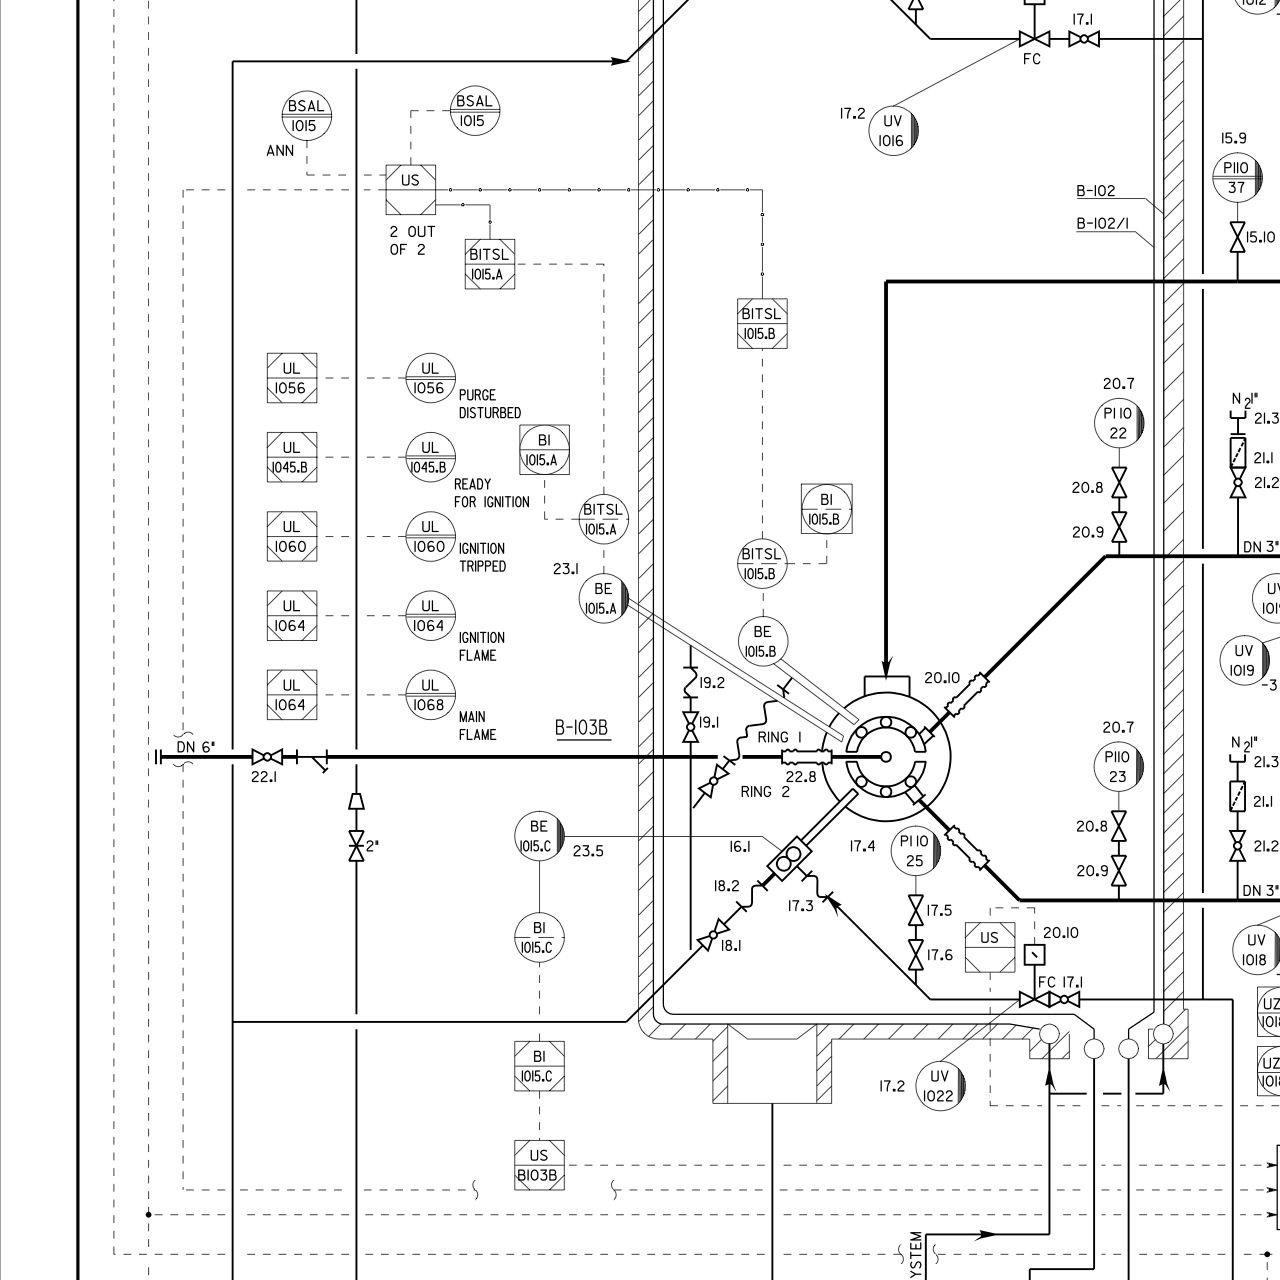 17.1
FC
17.2
UV
1016
BSAL
1015
ANN
BSAL
1015
US
2 OUT
OF 2
BITSL
1015.A
15.9
PI10
37
15.10
B-102
B-102/1
BITSL
1015.B
UL
1056
UL
1056
PURGE
DISTURBED
UL
1045.B
UL
1045.B
READY
FOR IGNITION
UL
1060
UL
1060
IGNITION
TRIPPED
UL
1064
UL
1064
IGNITION
FLAME
UL
1064
UL
1068
MAIN
FLAME
BI
1015.A
BITSL
1015.A
23.1
BE
1015.A
BI
1015.B
BITSL
1015.B
BE
1015.B
20.7
PI10
22
20.8
20.9
N2 1"
21.3
21.1
21.2
DN 3"
UV
1019
20.10
19.2
19.1
B-103B
DN 6"
22.1
RING 1
22.8
RING 2
2"
20.7
PI10
23
20.8
20.9
N2 1"
21.3
21.1
21.2
DN 3"
BE
1015.C
23.5
16.1
17.4
PI10
25
18.2
17.3
17.5
17.6
18.1
BI
1015.C
US
20.10
FC 17.1
UV
1018
BI
1015.C
17.2
UV
1022
US
B103B
YSTEM